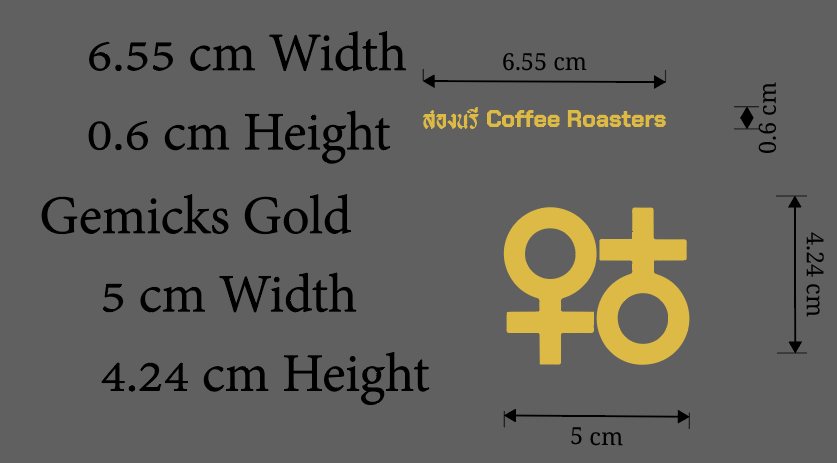 6.55 cm Width
0.6 cm Height
Gemicks Gold
5 cm Width
4.24 cm Height
6.55 cm
สองนรี Coffee Roasters
0.6 cm
4.24 cm
5 cm